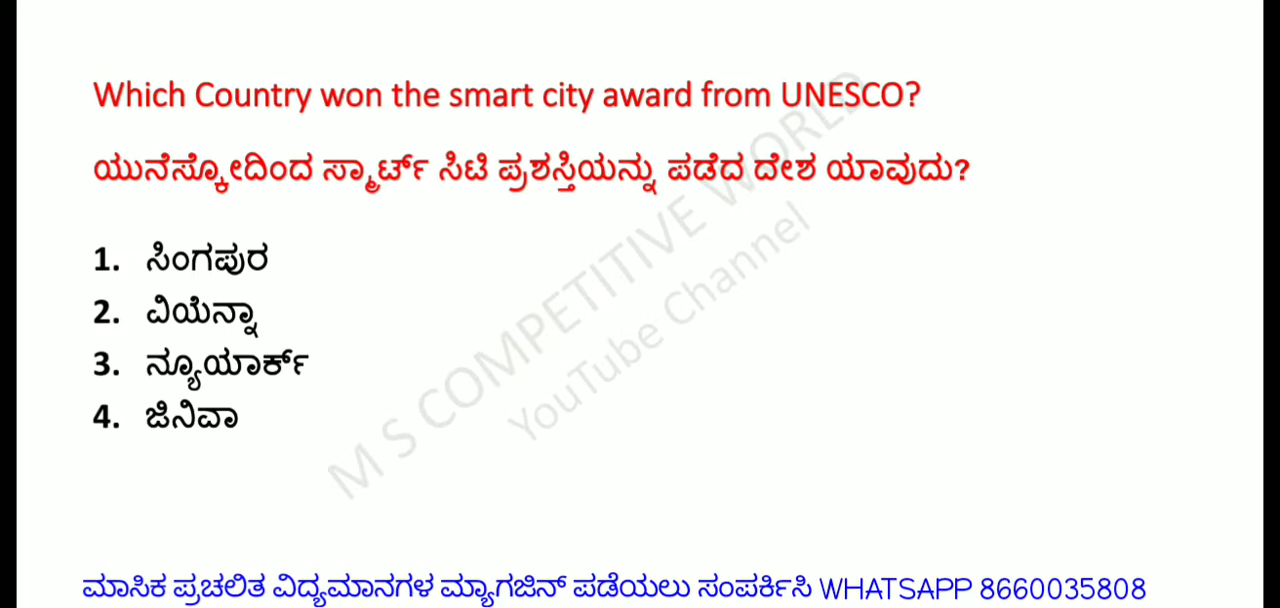 Which Country won the smart city award from UNESCO?
ಯುನೆಸ್ಕೋದಿಂದ ಸ್ಮಾರ್ಟ್ ಸಿಟಿ ಪ್ರಶಸ್ತಿಯನ್ನು ಪಡೆದ ದೇಶ ಯಾವುದು?
1. ಸಿಂಗಪುರ
2. ವಿಯೆನ್ನಾ
3. ನ್ಯೂಯಾರ್ಕ್
4. ಜಿನಿವಾ
M S COMPETITIVE WORLD
YouTube Channel
ಮಾಸಿಕ ಪ್ರಚಲಿತ ವಿದ್ಯಮಾನಗಳ ಮ್ಯಾಗಜಿನ್ ಪಡೆಯಲು ಸಂಪರ್ಕಿಸಿ WHATSAPP 8660035808